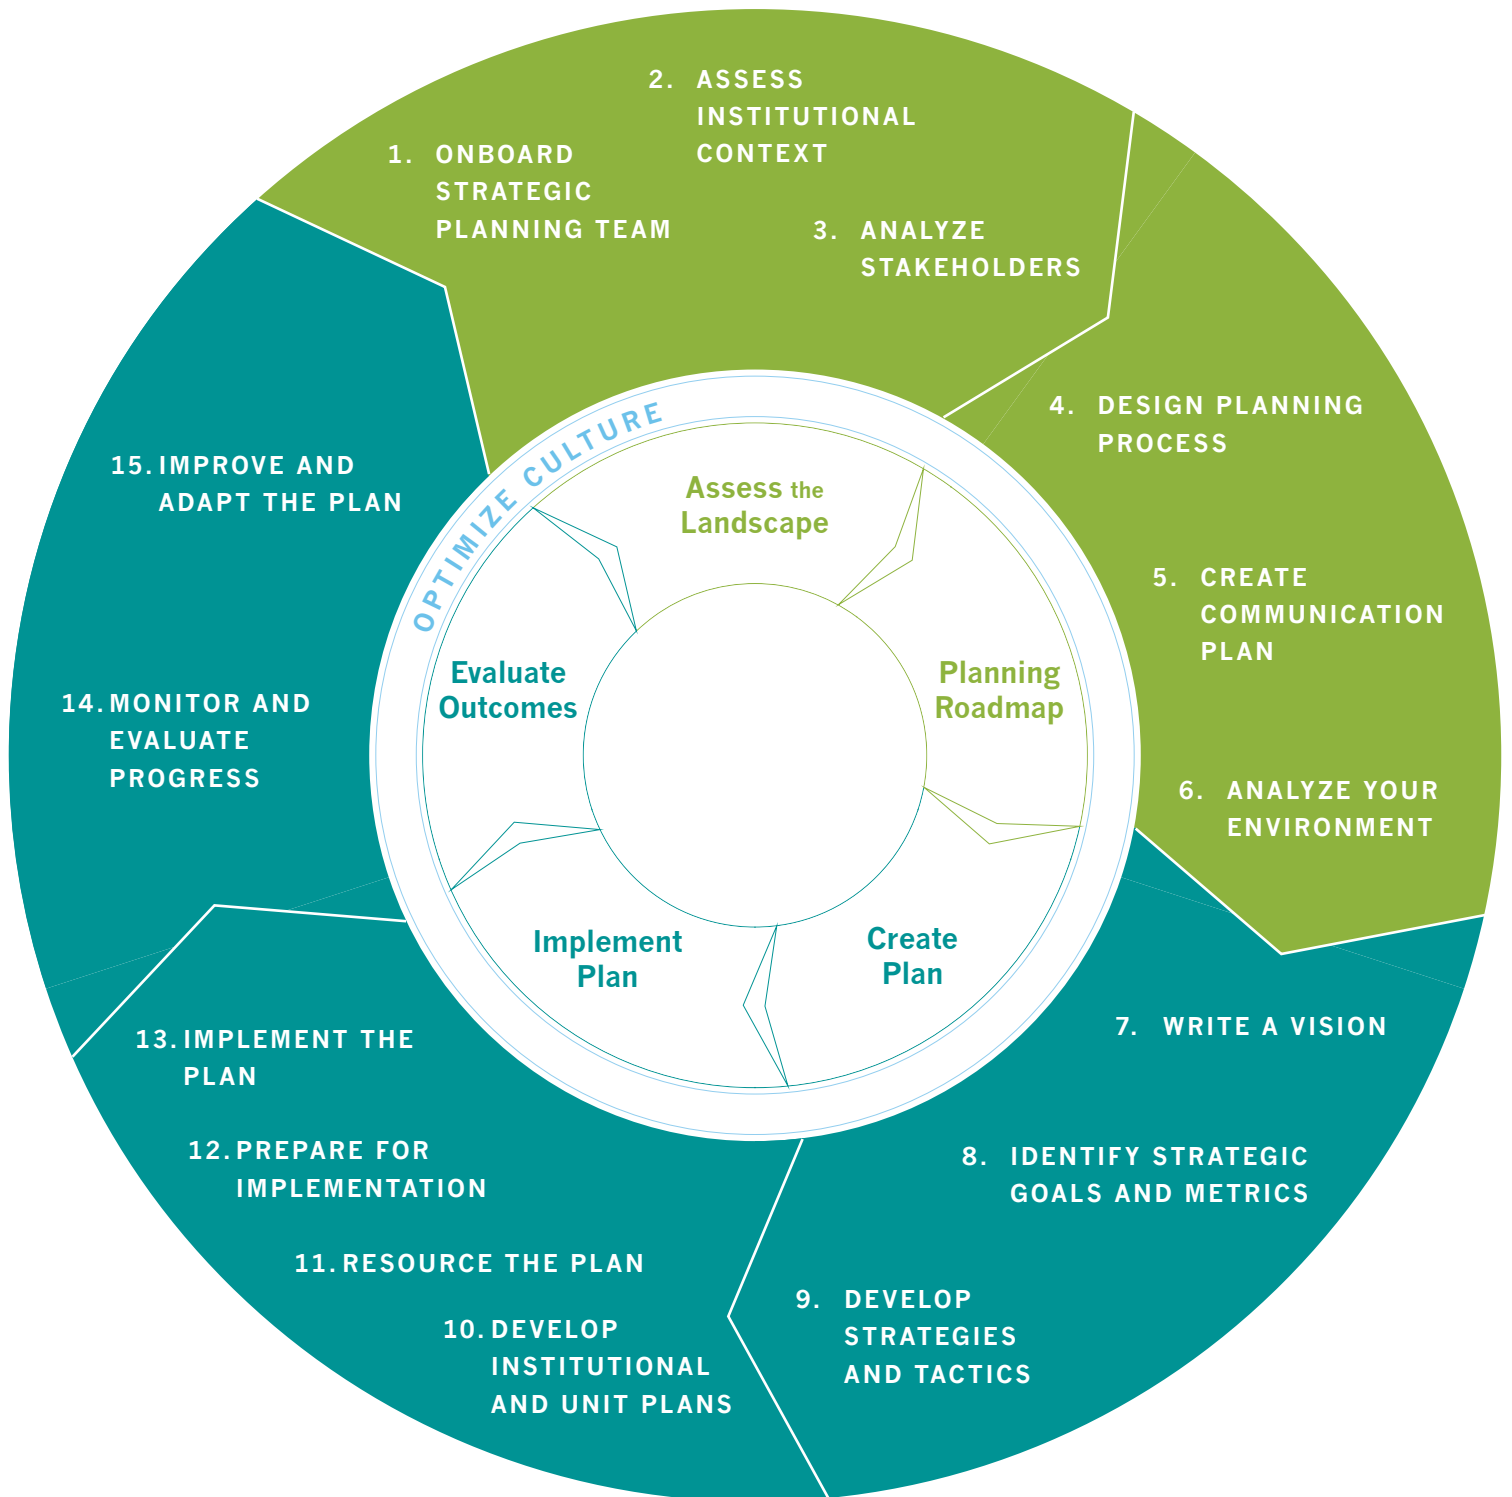 1. ONBOARD
STRATEGIC
PLANNING TEAM
2. ASSESS
INSTITUTIONAL
CONTEXT
3. ANALYZE
STAKEHOLDERS
4. DESIGN PLANNING
PROCESS
5. CREATE
COMMUNICATION
PLAN
6. ANALYZE YOUR
ENVIRONMENT
7. WRITE A VISION
8. IDENTIFY STRATEGIC
GOALS AND METRICS
9. DEVELOP
STRATEGIES
AND TACTICS
10. DEVELOP
INSTITUTIONAL
AND UNIT PLANS
11. RESOURCE THE PLAN
12. PREPARE FOR
IMPLEMENTATION
13. IMPLEMENT THE
PLAN
14. MONITOR AND
EVALUATE
PROGRESS
15. IMPROVE AND
ADAPT THE PLAN
OPTIMIZE CULTURE
Assess the
Landscape
Planning
Roadmap
Create
Plan
Implement
Plan
Evaluate
Outcomes